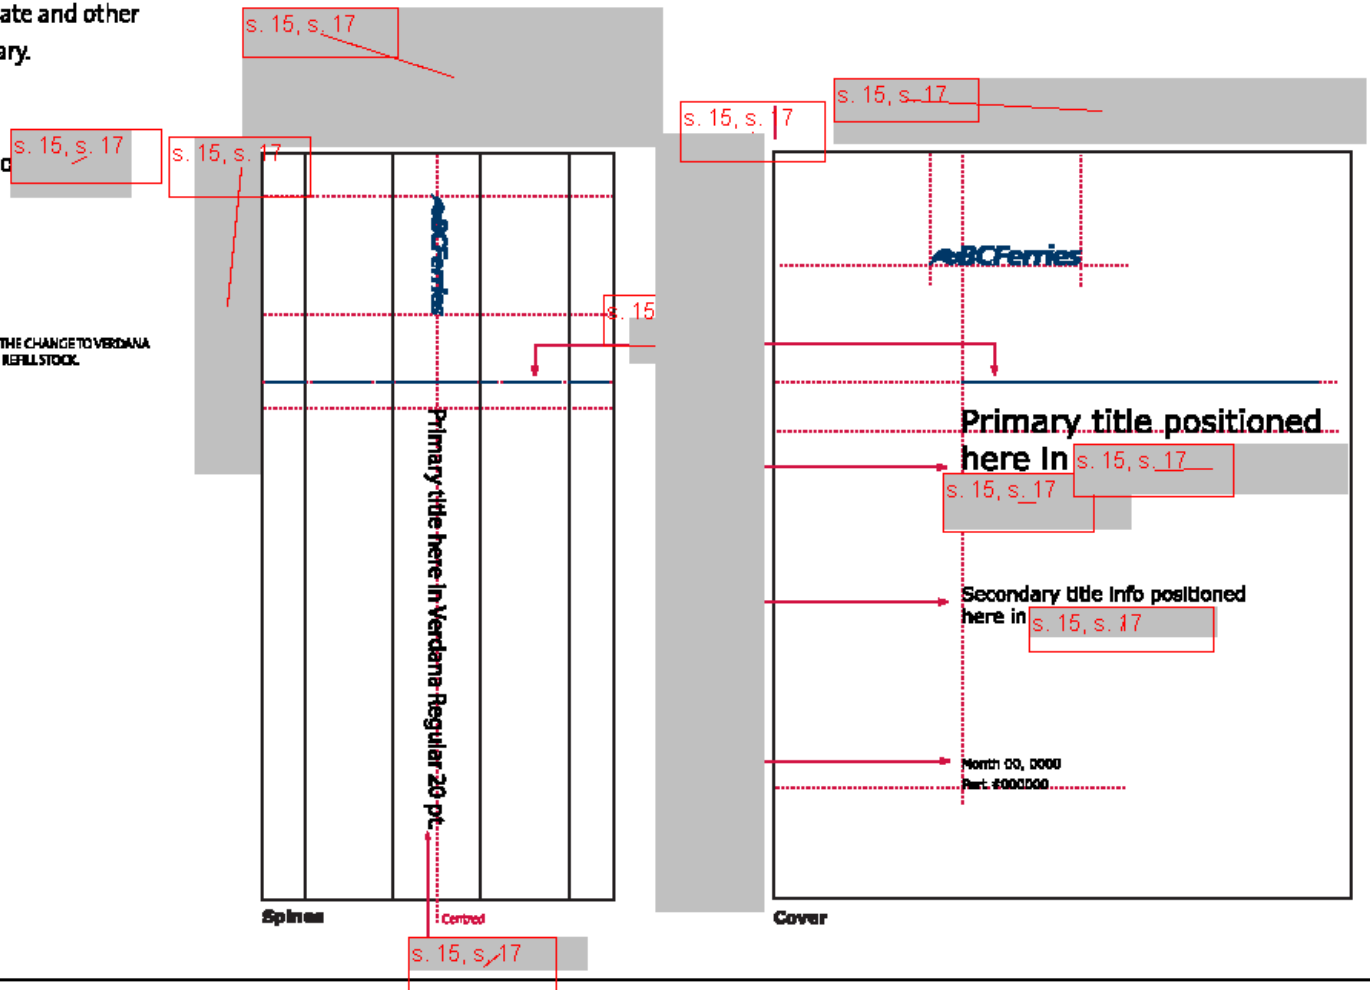 ate and other
s. 15, s. 17
ary.
s. 15, s. 17
s. 15, s. 17
s. 15, s. 17
s. 15, s. 17
BCFerries
BCFerries
s. 15
THE CHANGE TO VERDANA
REFILL STOCK.
Primary title positioned
here in s. 15, s. 17
s. 15, s. 17
Primary title here in Verdana Regular 20 pt.
Secondary title info positioned
here in s. 15, s. 17
Month 00, 0000
Part #000000
Spines
Centred
Cover
s. 15, s. 17